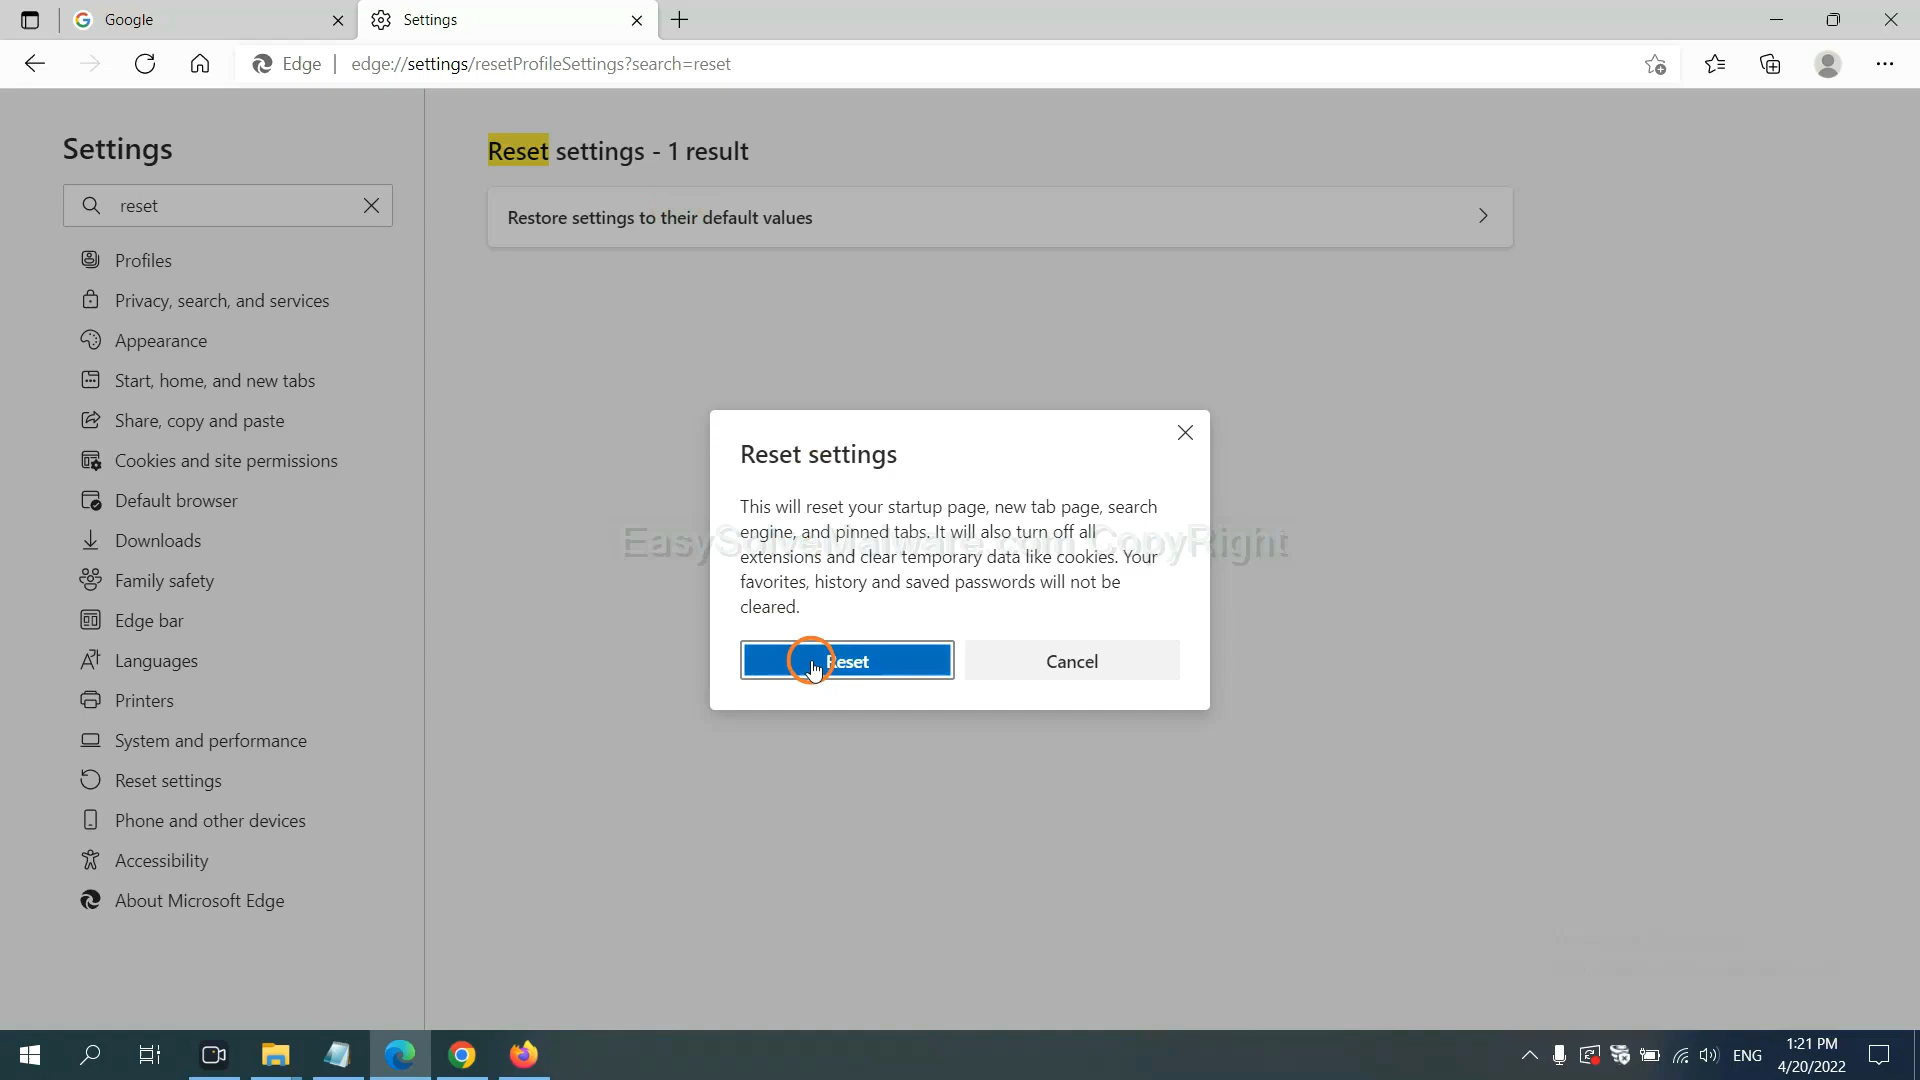 Google
Settings
Edge
edge://settings/resetProfileSettings?search=reset
Settings
reset
Profiles
Privacy, search, and services
Appearance
Start, home, and new tabs
Share, copy and paste
Cookies and site permissions
Default browser
Downloads
Family safety
Edge bar
Languages
Printers
System and performance
Reset settings
Phone and other devices
Accessibility
About Microsoft Edge
Reset settings - 1 result
Restore settings to their default values
Reset settings
This will reset your startup page, new tab page, search
engine, and pinned tabs. It will also turn off all
extensions and clear temporary data like cookies. Your
favorites, history and saved passwords will not be
cleared.
EasySolveMalware.com CopyRight
Reset
Cancel
ENG
1:21 PM
4/20/2022